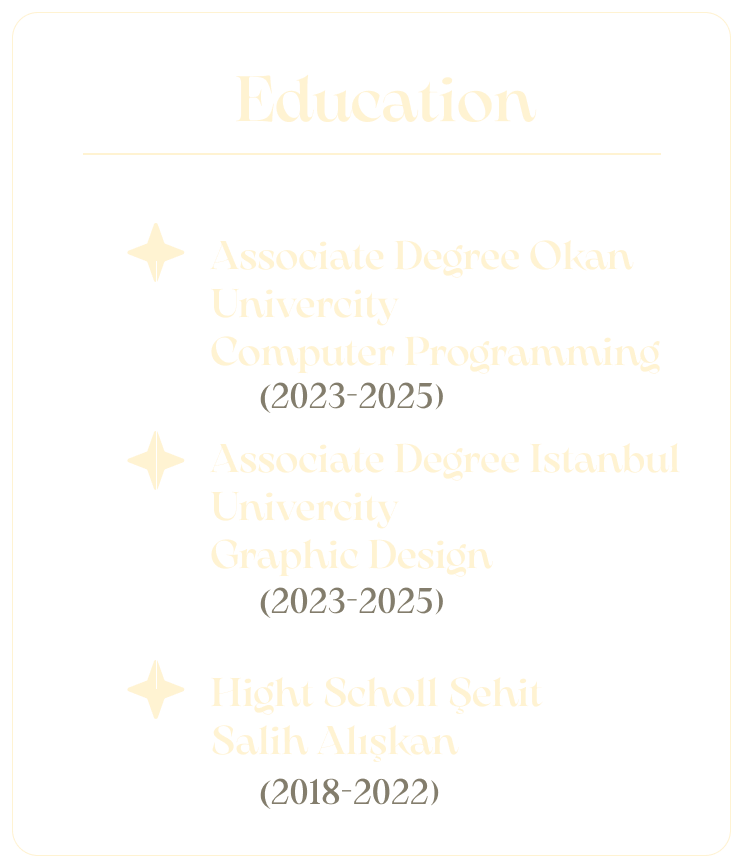 Education
Associate Degree Okan
Univercity
Computer Programming
(2023-2025)
Associate Degree Istanbul
Univercity
Graphic Design
(2023-2025)
Hight Scholl Şehit
Salih Alışkan
(2018-2022)